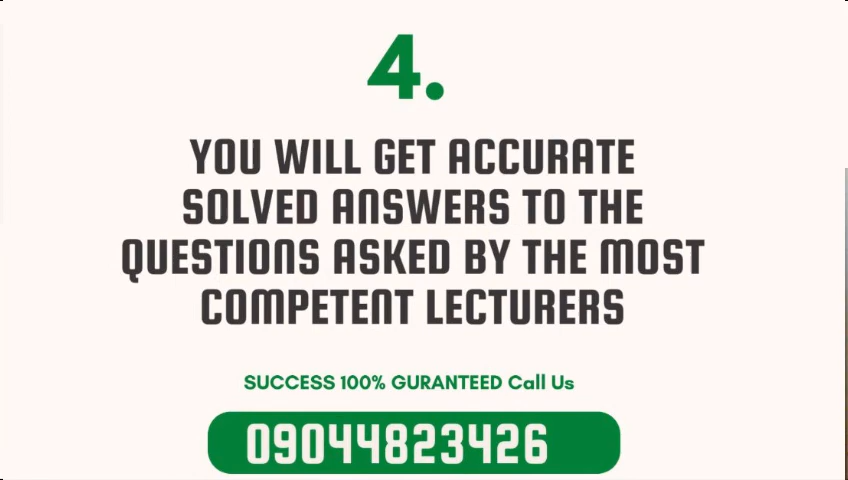 4.
YOU WILL GET ACCURATE
SOLVED ANSWERS TO THE
QUESTIONS ASKED BY THE MOST
COMPETENT LECTURERS
SUCCESS 100% GURANTEED Call Us
09044823426